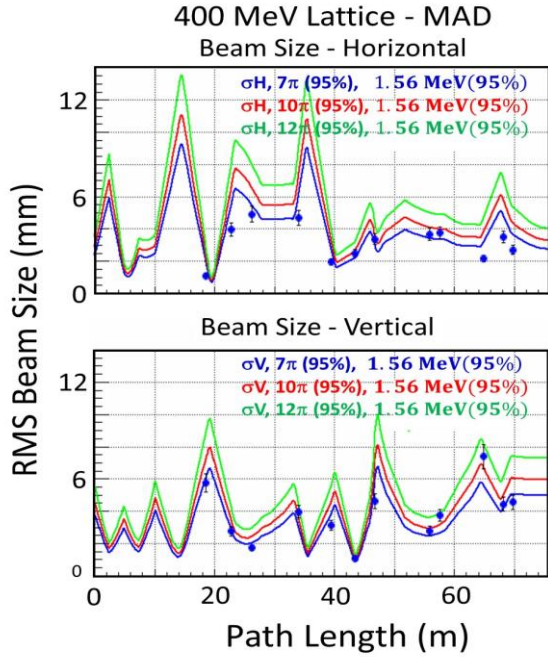 400 MeV Lattice - MAD
Beam Size - Horizontal
σH, 7π (95%), 1.56 MeV(95%)
σH, 10π (95%), 1.56 MeV(95%)
σH, 12π (95%), 1.56 MeV(95%)
12
6
0
Beam Size - Vertical
σV, 7π (95%), 1.56 MeV(95%)
σV, 10π (95%), 1.56 MeV(95%)
σV, 12π (95%), 1.56 MeV(95%)
12
6
0
RMS Beam Size (mm)
0 20 40 60
Path Length (m)